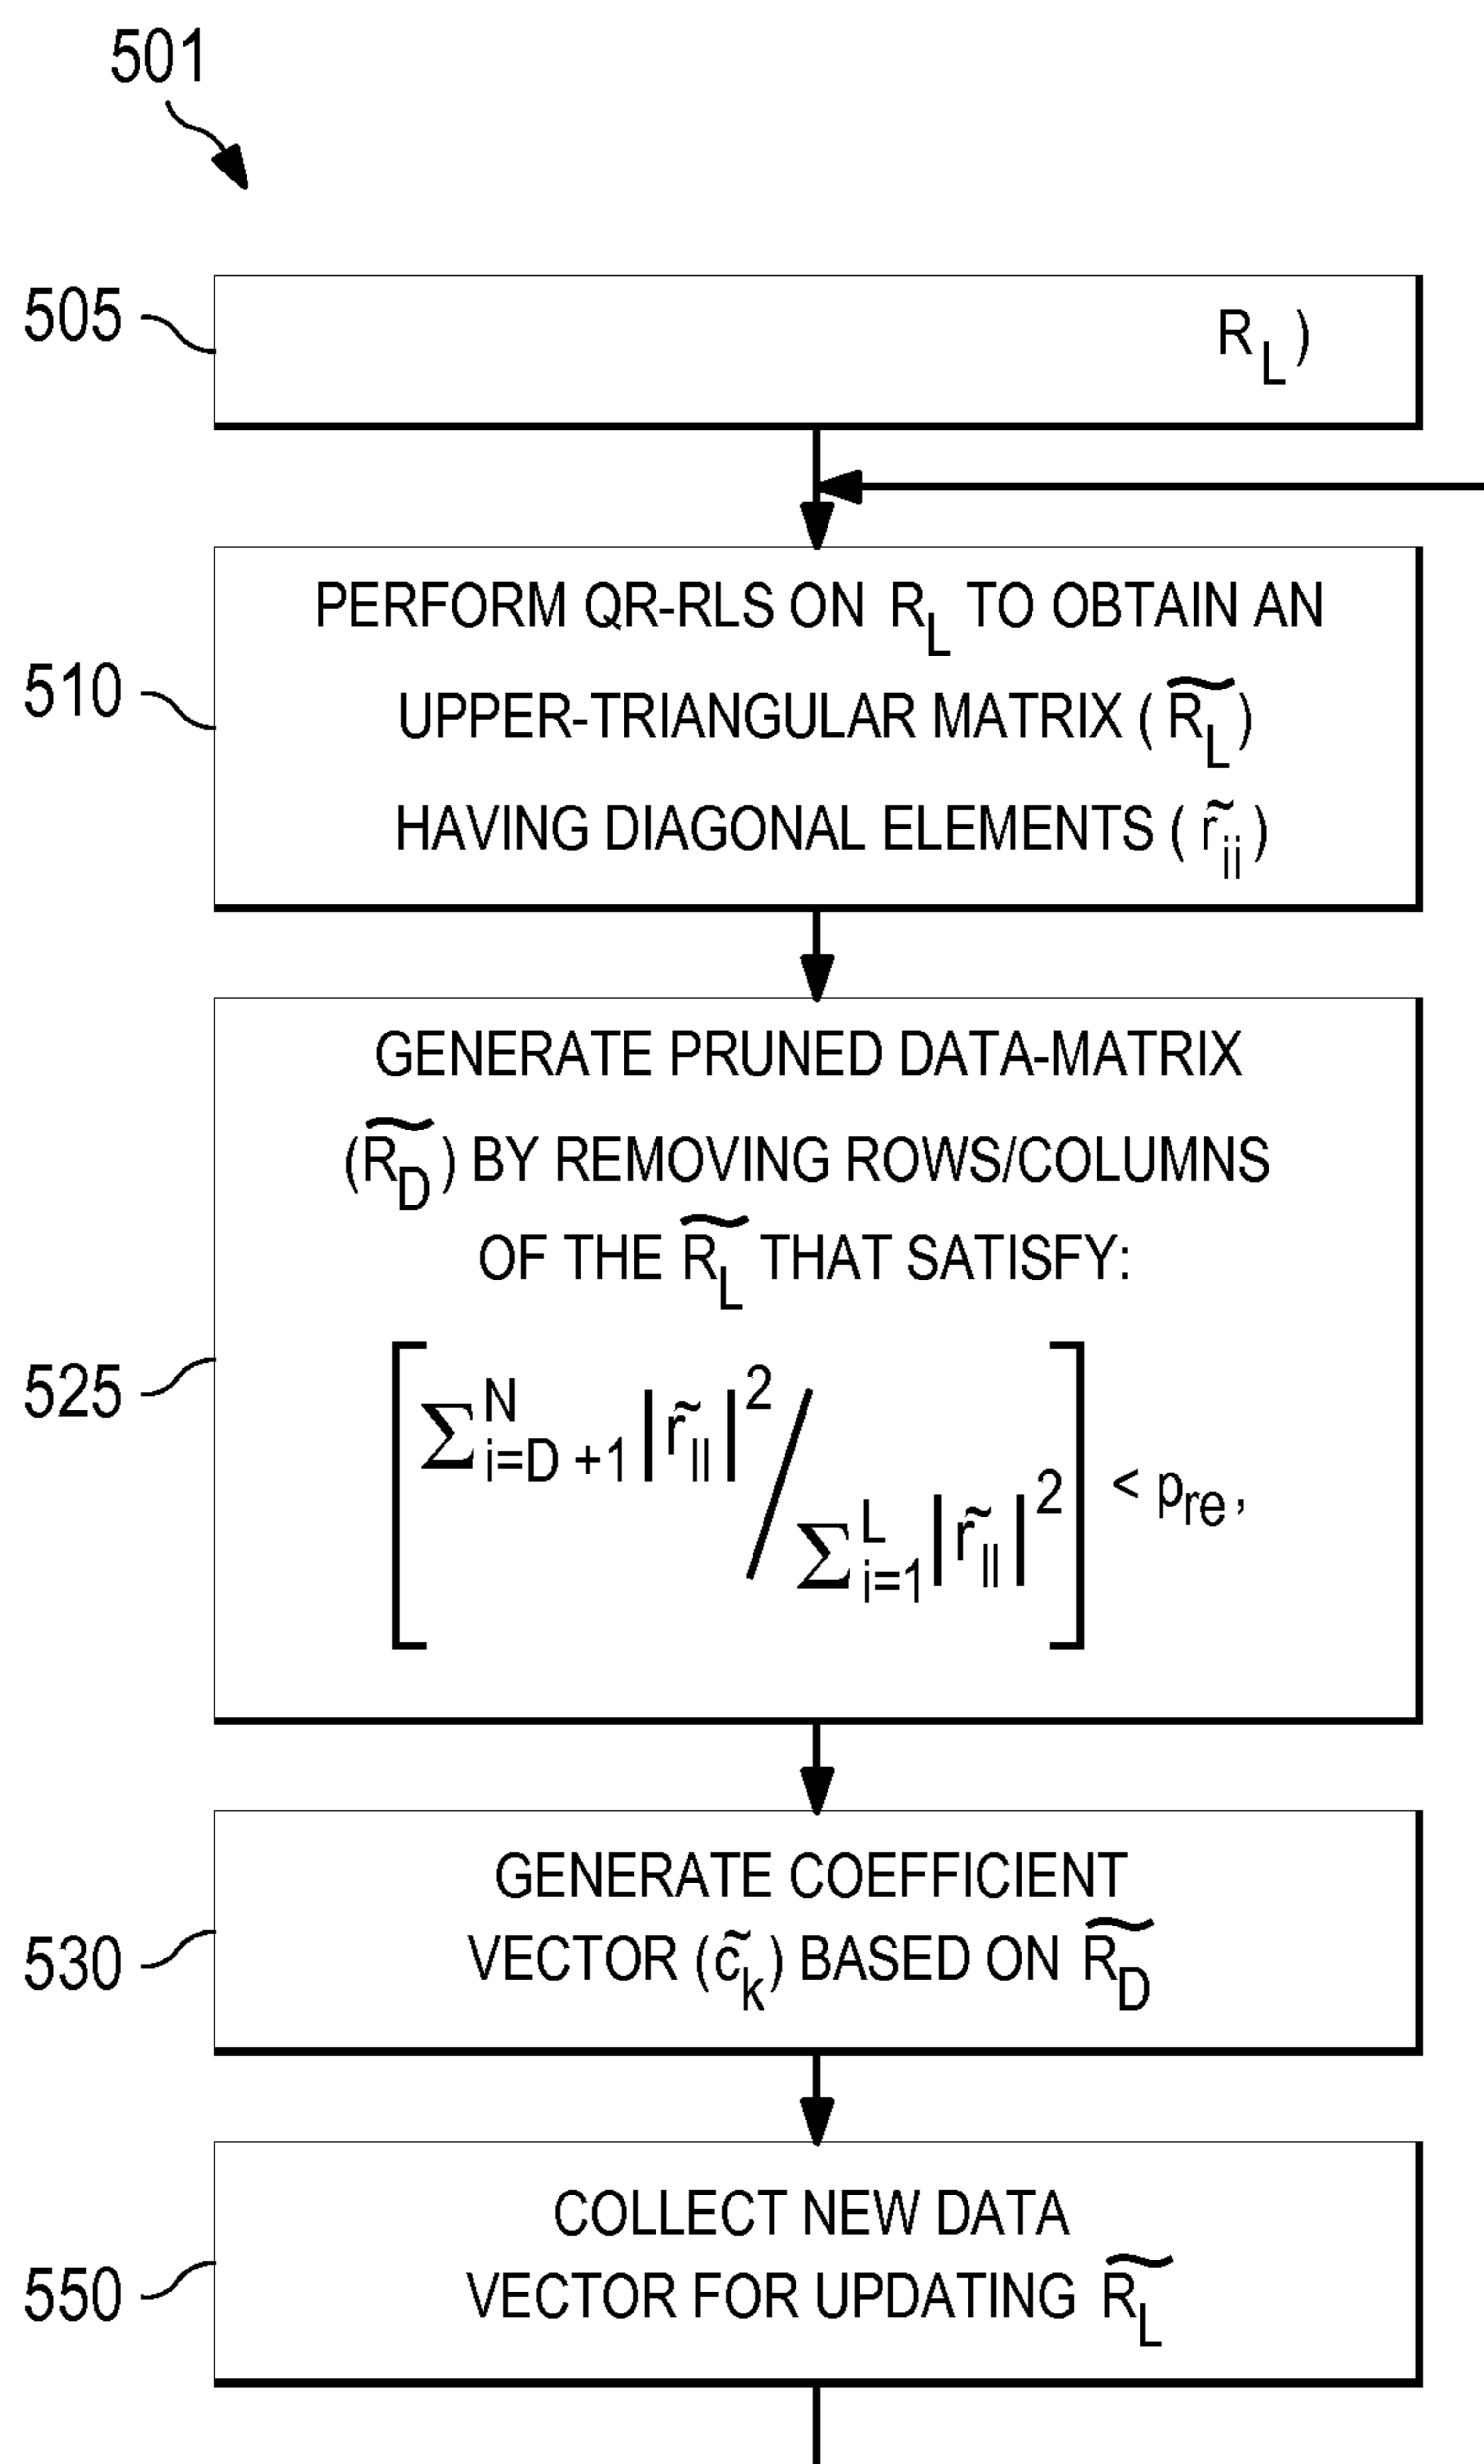 501
505
R_L )
510
PERFORM QR-RLS ON R_L TO OBTAIN AN
UPPER-TRIANGULAR MATRIX ( R̃_L )
HAVING DIAGONAL ELEMENTS ( r̃_ii )
525
GENERATE PRUNED DATA-MATRIX
( R̃_D ) BY REMOVING ROWS/COLUMNS
OF THE R̃_L THAT SATISFY:
[ Σ_{i=D+1}^N | r̃_ll |^2 / Σ_{i=1}^L | r̃_ll |^2 ] < p_re,
530
GENERATE COEFFICIENT
VECTOR ( c̃_k ) BASED ON R̃_D
550
COLLECT NEW DATA
VECTOR FOR UPDATING R̃_L